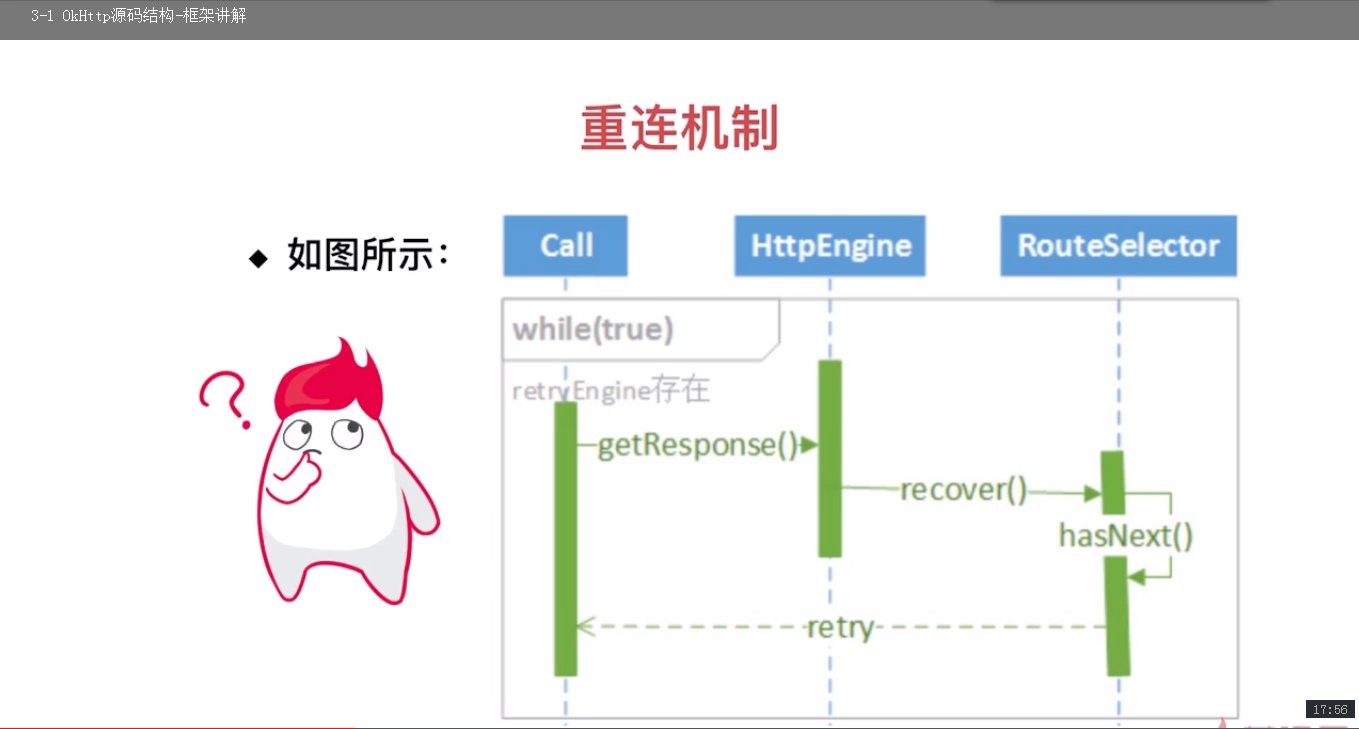 3-1 OkHttp源码结构-框架讲解
重连机制
◆ 如图所示：
Call
HttpEngine
RouteSelector
while(true)
retryEngine存在
getResponse()
recover()
hasNext()
retry
17:56